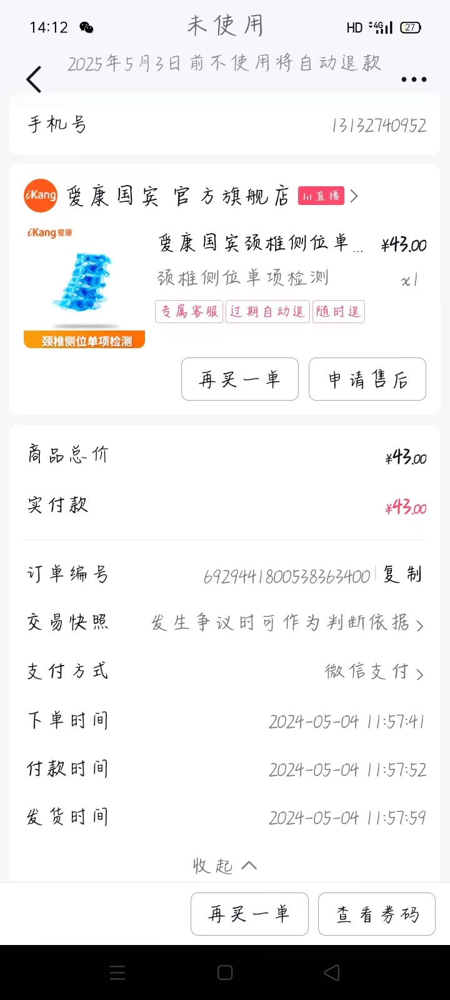 14:12 HD 4G 27
未使用
2025年5月3日前不使用将自动退款
手机号 13132740952
iKang 爱康国宾 官方旗舰店 直播
iKang爱康
爱康国宾颈椎侧位单... ¥43.00
颈椎侧位单项检测 x1
专属客服 过期自动退 随时退
颈椎侧位单项检测
再买一单 申请售后
商品总价 ¥43.00
实付款 ¥43.00
订单编号 6929441800538363400 复制
交易快照 发生争议时可作为判断依据
支付方式 微信支付
下单时间 2024-05-04 11:57:41
付款时间 2024-05-04 11:57:52
发货时间 2024-05-04 11:57:59
收起
再买一单 查看券码